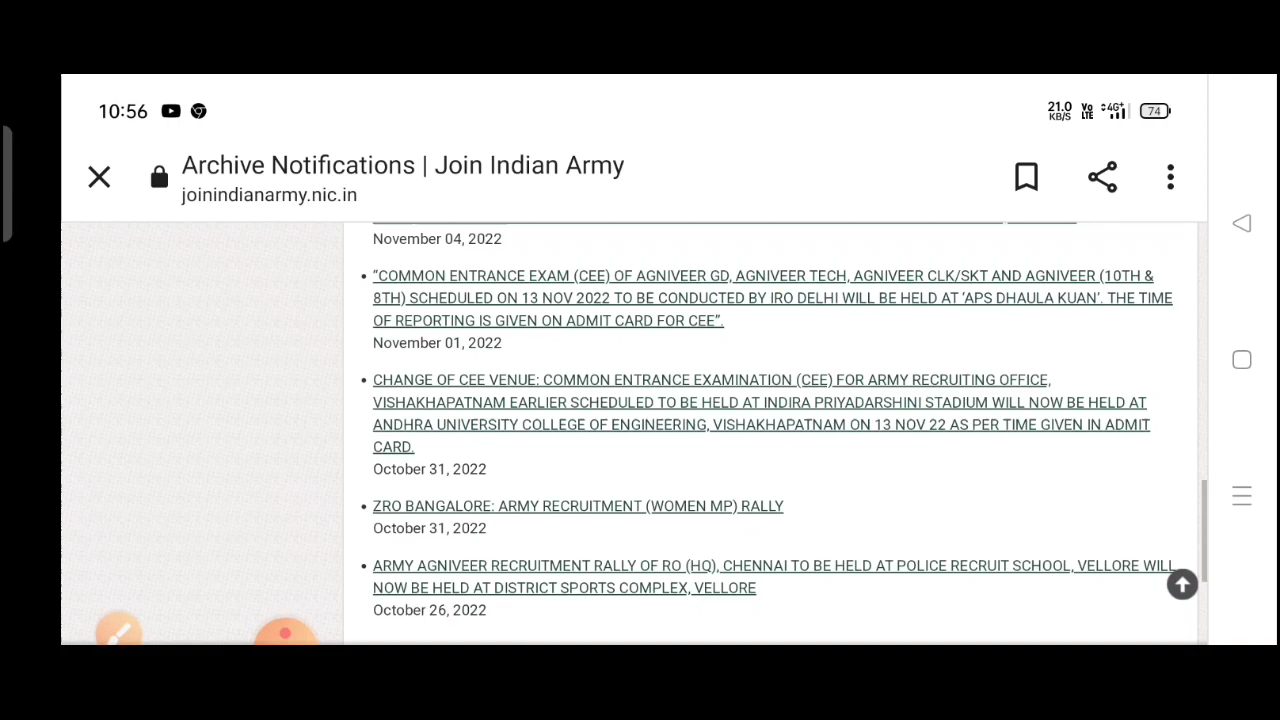 10:56
21.0
KB/S
Vo
LTE
4G+
74
Archive Notifications | Join Indian Army
joinindianarmy.nic.in
November 04, 2022
• "COMMON ENTRANCE EXAM (CEE) OF AGNIVEER GD, AGNIVEER TECH, AGNIVEER CLK/SKT AND AGNIVEER (10TH &
8TH) SCHEDULED ON 13 NOV 2022 TO BE CONDUCTED BY IRO DELHI WILL BE HELD AT 'APS DHAULA KUAN'. THE TIME
OF REPORTING IS GIVEN ON ADMIT CARD FOR CEE".
November 01, 2022
• CHANGE OF CEE VENUE: COMMON ENTRANCE EXAMINATION (CEE) FOR ARMY RECRUITING OFFICE,
VISHAKHAPATNAM EARLIER SCHEDULED TO BE HELD AT INDIRA PRIYADARSHINI STADIUM WILL NOW BE HELD AT
ANDHRA UNIVERSITY COLLEGE OF ENGINEERING, VISHAKHAPATNAM ON 13 NOV 22 AS PER TIME GIVEN IN ADMIT
CARD.
October 31, 2022
• ZRO BANGALORE: ARMY RECRUITMENT (WOMEN MP) RALLY
October 31, 2022
• ARMY AGNIVEER RECRUITMENT RALLY OF RO (HQ), CHENNAI TO BE HELD AT POLICE RECRUIT SCHOOL, VELLORE WILL
NOW BE HELD AT DISTRICT SPORTS COMPLEX, VELLORE
October 26, 2022